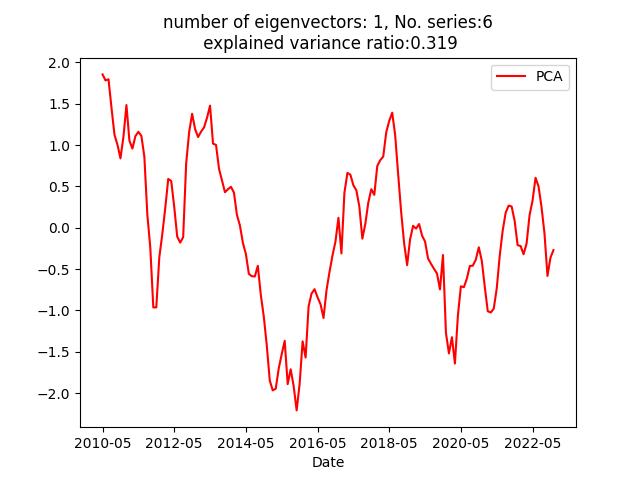 number of eigenvectors: 1, No. series:6
explained variance ratio:0.319
PCA
2.0
1.5
1.0
0.5
0.0
−0.5
−1.0
−1.5
−2.0
2010-05 2012-05 2014-05 2016-05 2018-05 2020-05 2022-05
Date